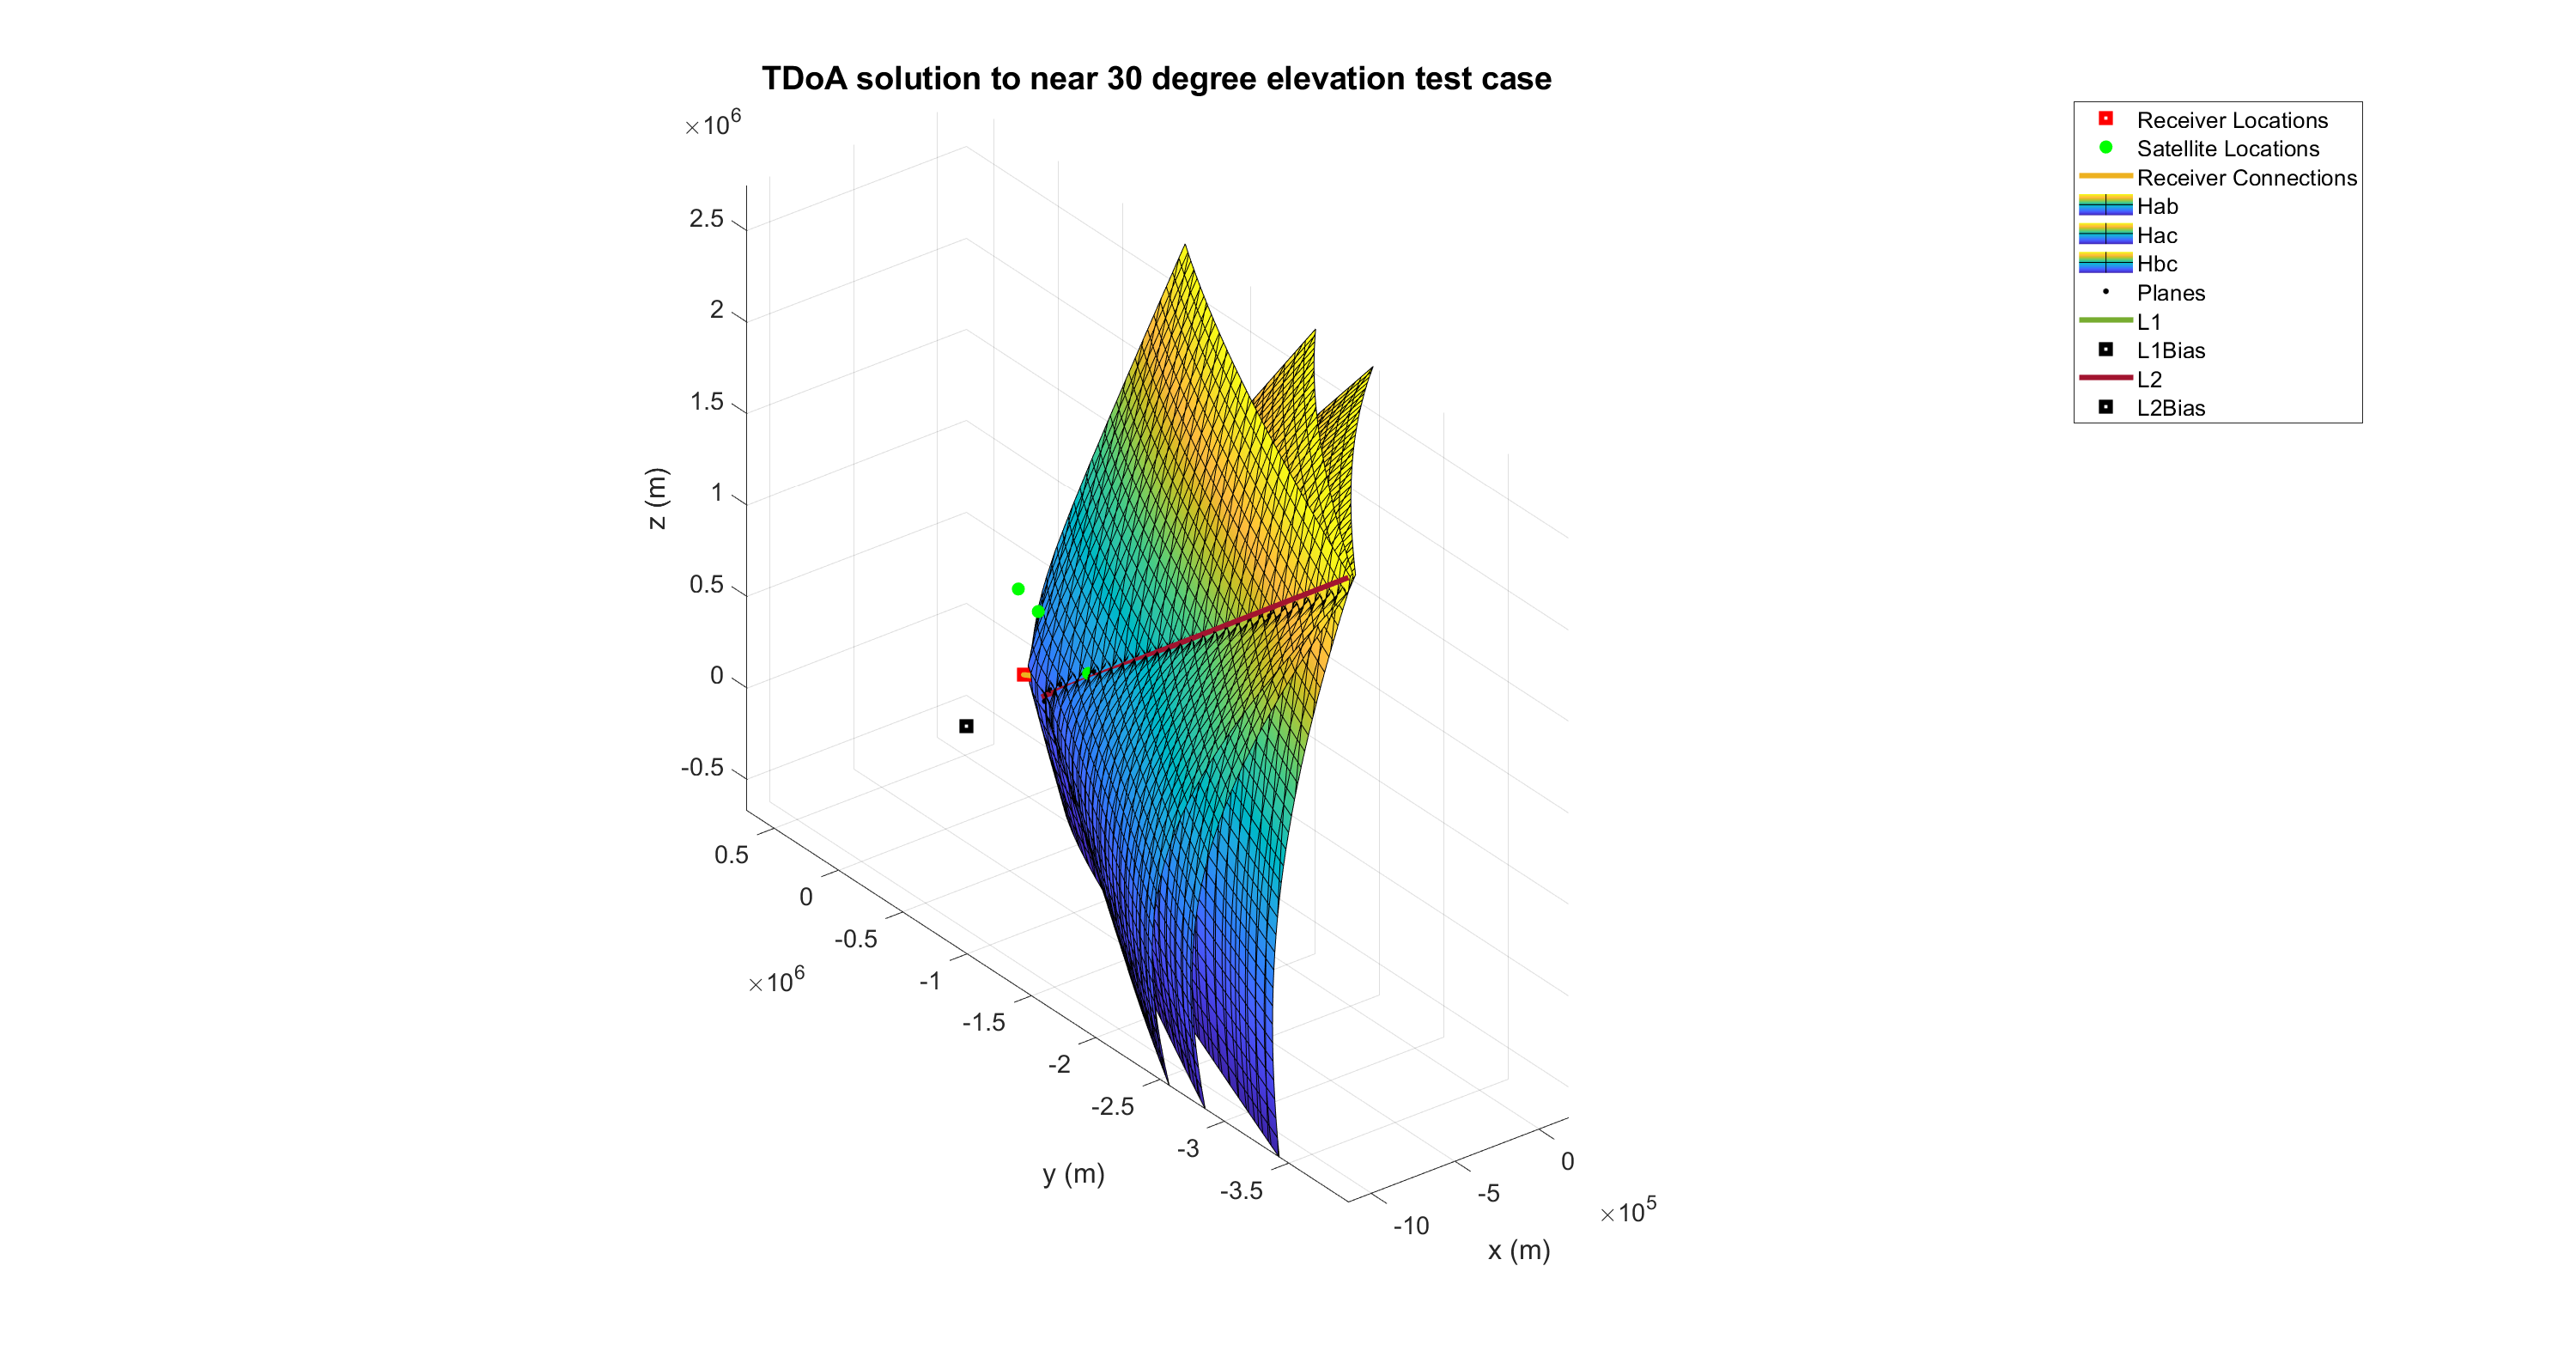 TDoA solution to near 30 degree elevation test case
×10^6
2.5
2
1.5
1
0.5
0
-0.5
z (m)
0.5
0
-0.5
-1
-1.5
-2
-2.5
-3
-3.5
×10^6
y (m)
-10
-5
0
×10^5
x (m)
Receiver Locations
Satellite Locations
Receiver Connections
Hab
Hac
Hbc
Planes
L1
L1Bias
L2
L2Bias